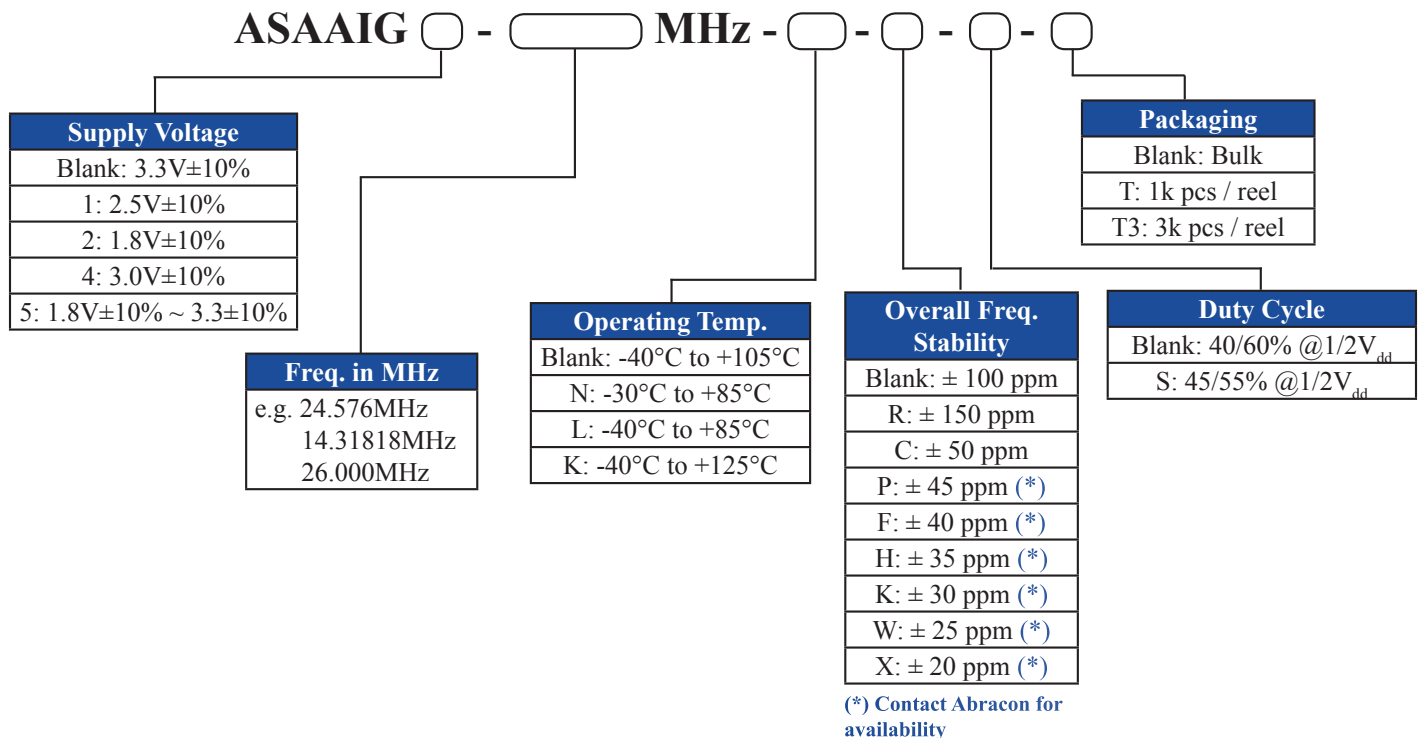 ASAAIG - MHz - - - -
Supply Voltage
Blank: 3.3V±10%
1: 2.5V±10%
2: 1.8V±10%
4: 3.0V±10%
5: 1.8V±10% ~ 3.3±10%
Freq. in MHz
e.g. 24.576MHz
14.31818MHz
26.000MHz
Operating Temp.
Blank: -40°C to +105°C
N: -30°C to +85°C
L: -40°C to +85°C
K: -40°C to +125°C
Overall Freq.
Stability
Blank: ± 100 ppm
R: ± 150 ppm
C: ± 50 ppm
P: ± 45 ppm (*)
F: ± 40 ppm (*)
H: ± 35 ppm (*)
K: ± 30 ppm (*)
W: ± 25 ppm (*)
X: ± 20 ppm (*)
(*) Contact Abracon for
availability
Duty Cycle
Blank: 40/60% @1/2Vdd
S: 45/55% @1/2Vdd
Packaging
Blank: Bulk
T: 1k pcs / reel
T3: 3k pcs / reel